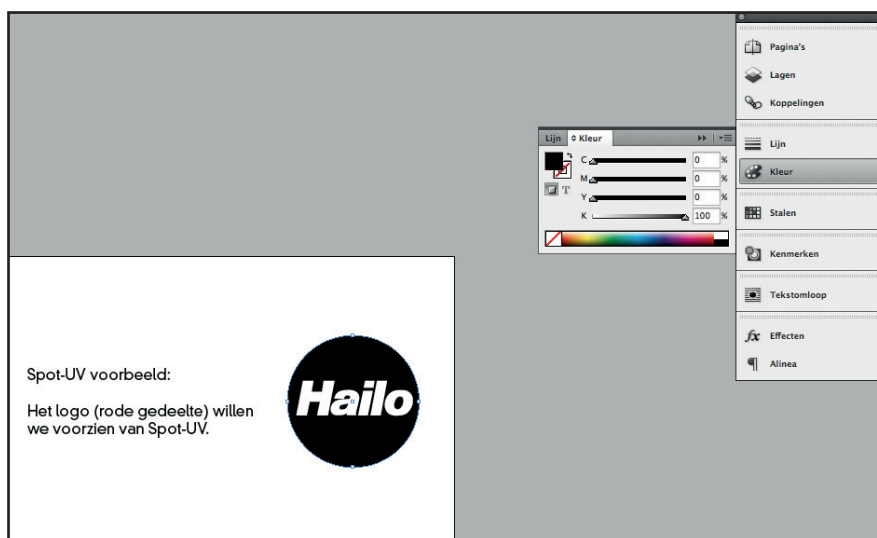 Pagina's
Lagen
Koppelingen
Lijn Kleur
C 0 %
M 0 %
Y 0 %
K 100 %
T
Lijn
Kleur
Stalen
Kenmerken
Tekstomloop
fx Effecten
¶ Alinea
Spot-UV voorbeeld:
Het logo (rode gedeelte) willen
we voorzien van Spot-UV.
Hailo